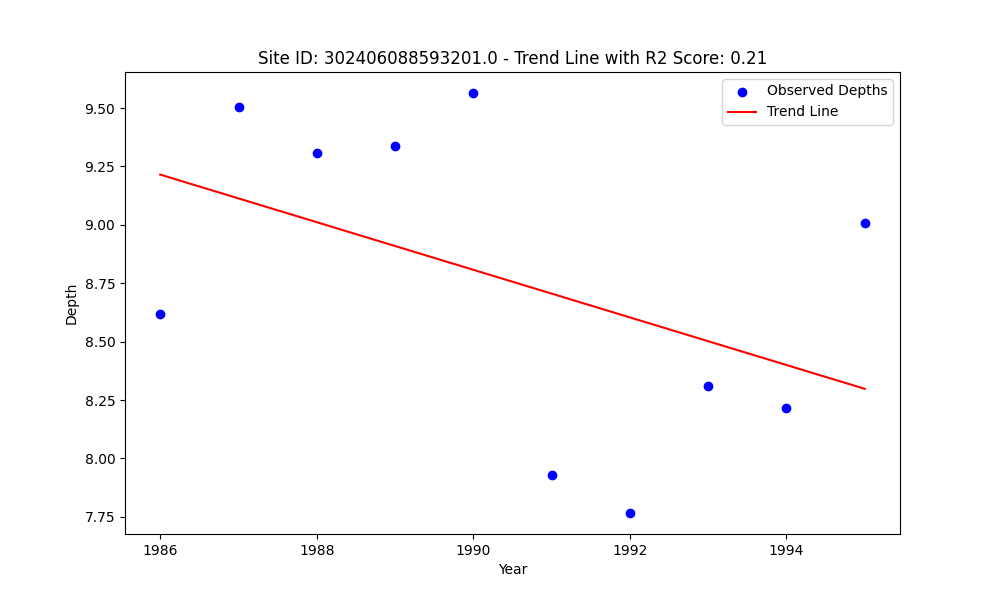 Site ID: 302406088593201.0 - Trend Line with R2 Score: 0.21
Observed Depths
Trend Line
9.50
9.25
9.00
8.75
8.50
8.25
8.00
7.75
Depth
1986
1988
1990
1992
1994
Year